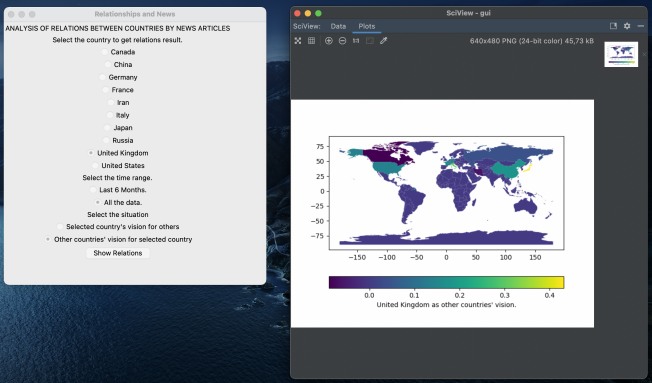 Relationships and News
ANALYSIS OF RELATIONS BETWEEN COUNTRIES BY NEWS ARTICLES
Select the country to get relations result.
Canada
China
Germany
France
Iran
Italy
Japan
Russia
United Kingdom
United States
Select the time range.
Last 6 Months.
All the data.
Select the situation
Selected country's vision for others
Other countries' vision for selected country
Show Relations
SciView - gui
SciView: Data Plots
1:1 640x480 PNG (24-bit color) 45,73 kB
75
50
25
0
−25
−50
−75
−150 −100 −50 0 50 100 150
0.0 0.1 0.2 0.3 0.4
United Kingdom as other countries' vision.